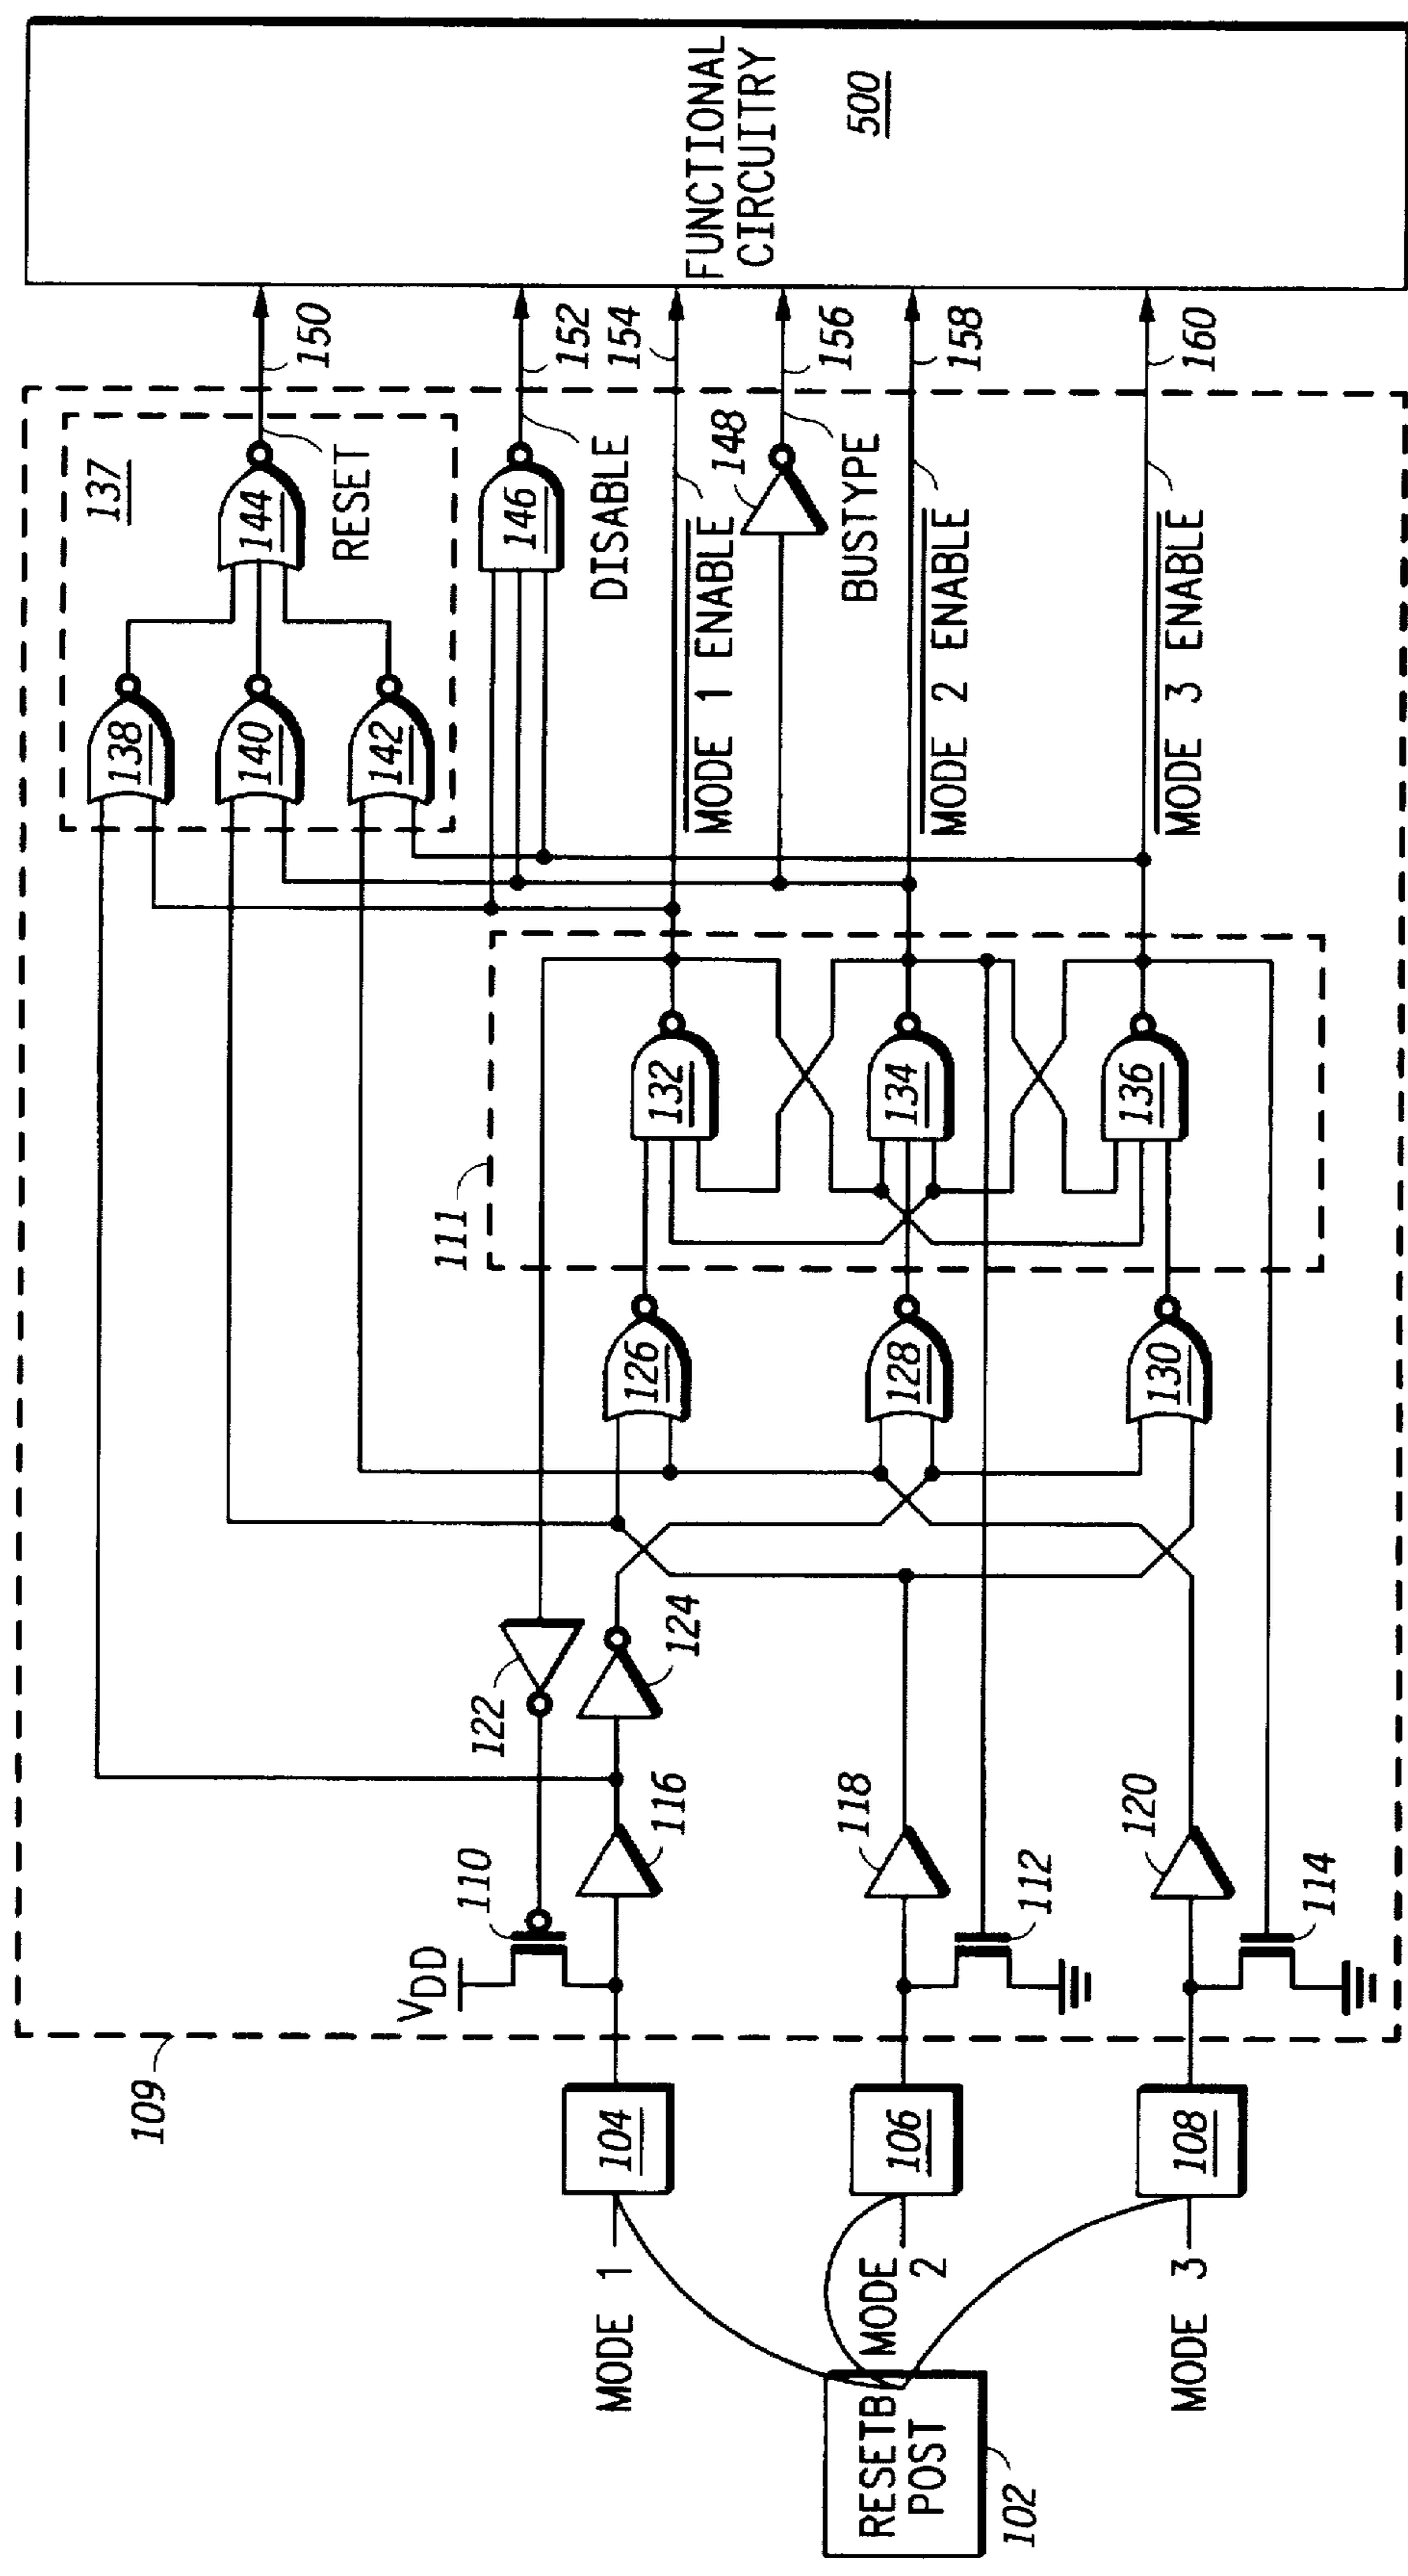 FUNCTIONAL
CIRCUITRY
500
150
152
154
156
158
160
137
144
RESET
146
DISABLE
148
BUSTYPE
138
140
142
MODE 1 ENABLE
MODE 2 ENABLE
MODE 3 ENABLE
111
132
134
136
126
128
130
122
124
110
VDD
116
118
112
120
114
109
104
106
108
MODE 1
MODE
2
MODE 3
RESETB
POST
102